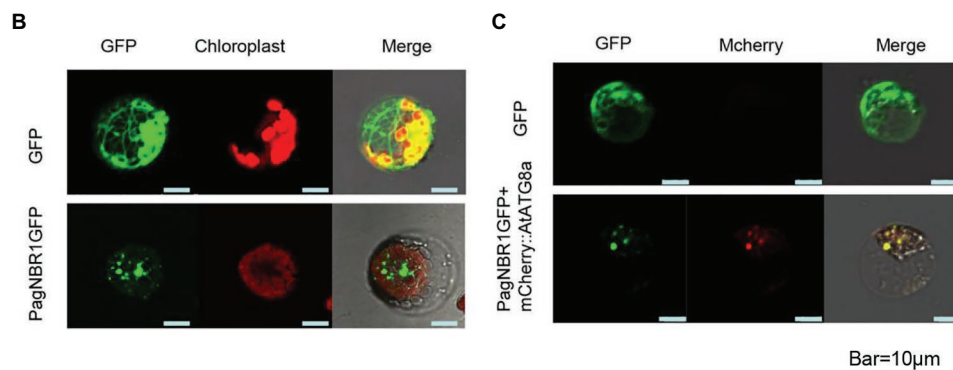 B
GFP Chloroplast Merge
GFP
PagNBR1GFP
C
GFP Mcherry Merge
GFP
PagNBR1GFP+
mCherry::AtATG8a
Bar=10μm